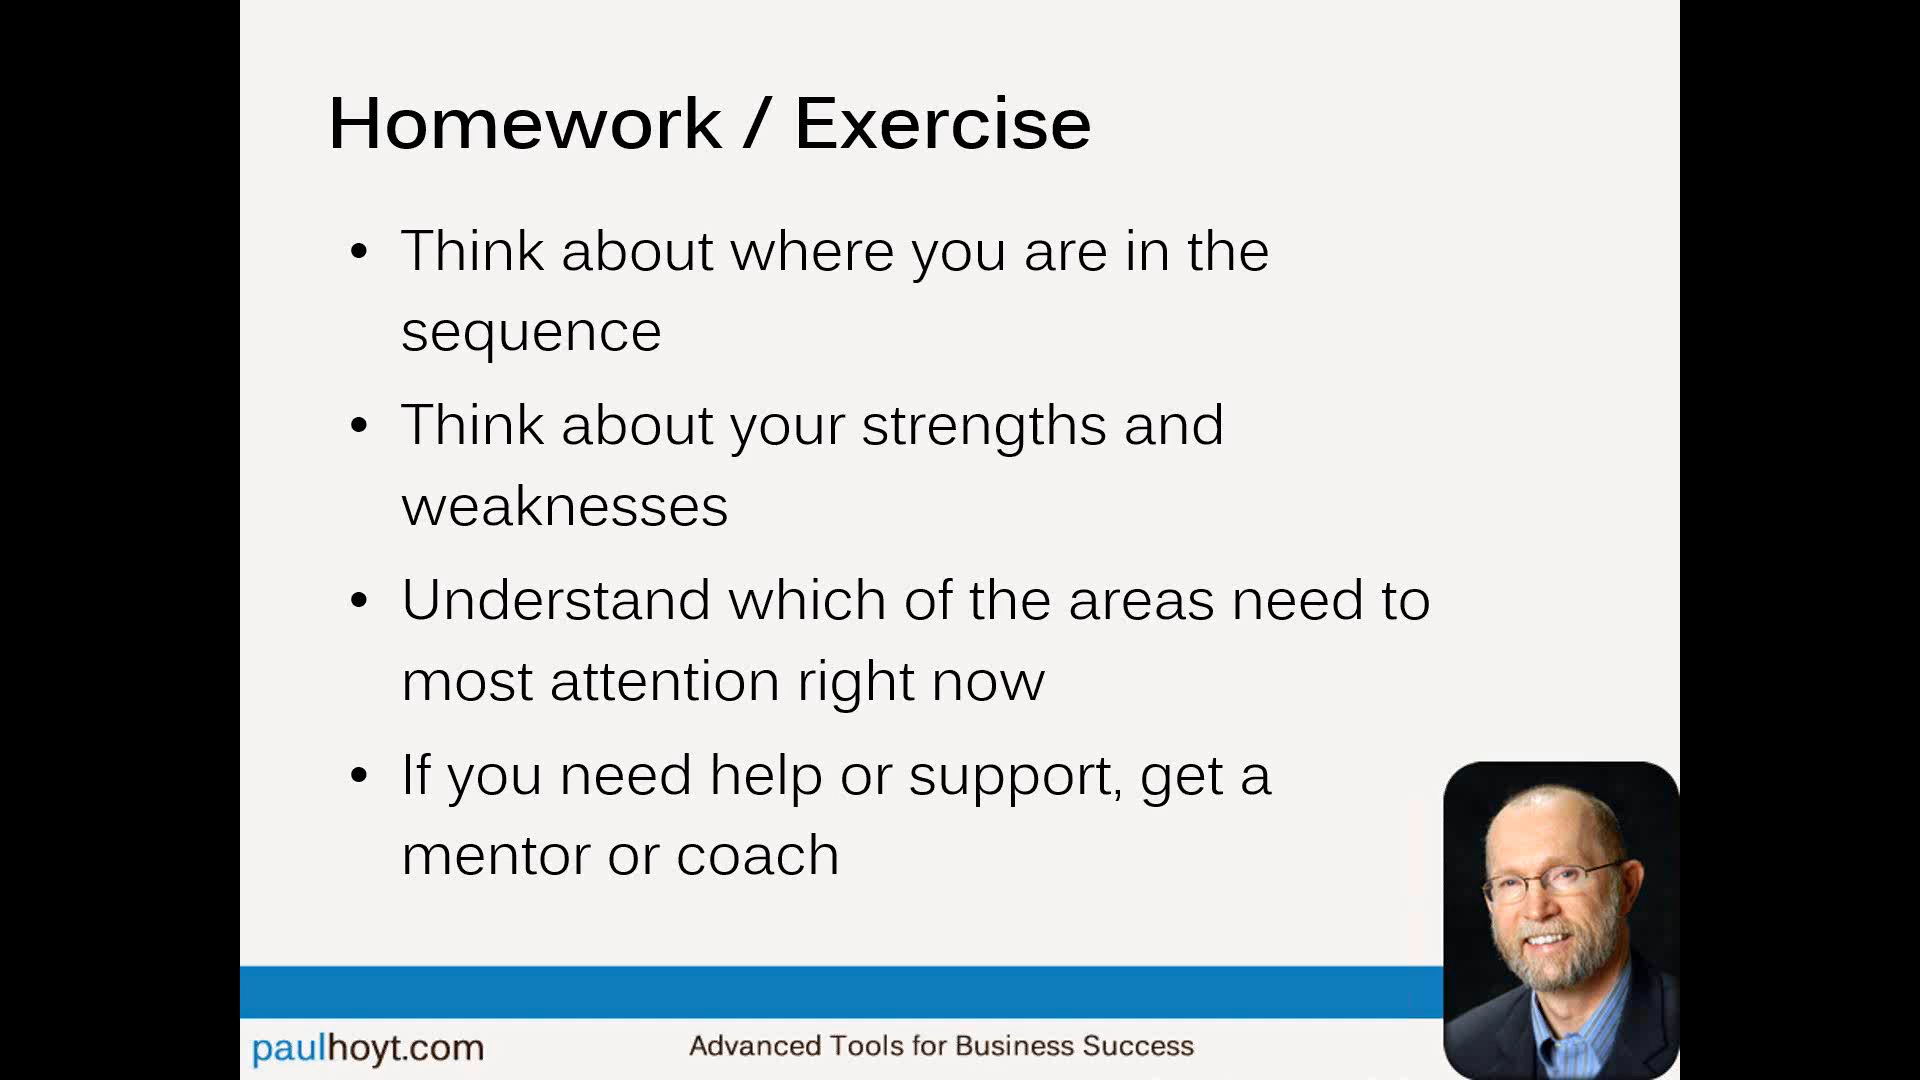 Homework / Exercise
• Think about where you are in the
sequence
• Think about your strengths and
weaknesses
• Understand which of the areas need to
most attention right now
• If you need help or support, get a
mentor or coach
paulhoyt.com
Advanced Tools for Business Success